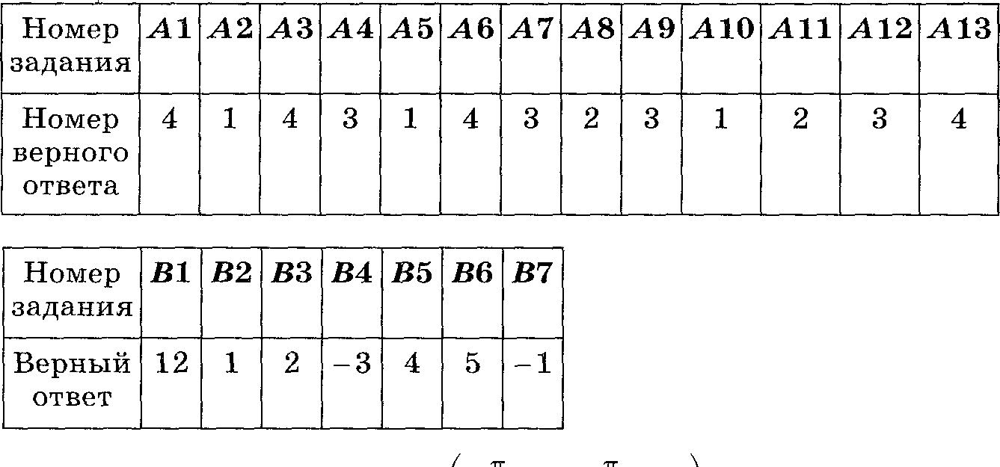 Номер задания A1 A2 A3 A4 A5 A6 A7 A8 A9 A10 A11 A12 A13
Номер верного ответа 4 1 4 3 1 4 3 2 3 1 2 3 4
Номер задания B1 B2 B3 B4 B5 B6 B7
Верный ответ 12 1 2 –3 4 5 –1
( π π )